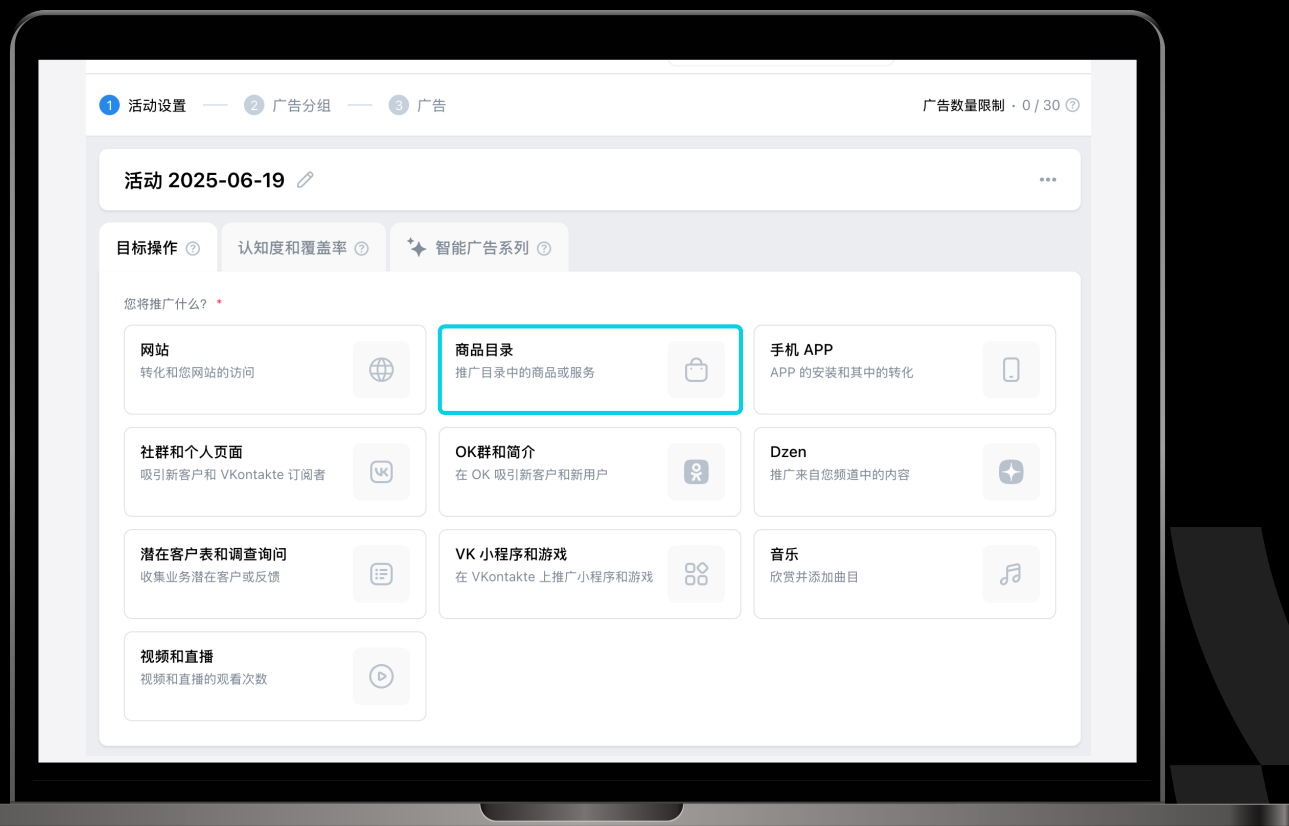 1 活动设置 2 广告分组 3 广告 广告数量限制 · 0 / 30 ?
活动 2025-06-19
目标操作 ? 认知度和覆盖率 ? 智能广告系列 ?
您将推广什么? *
网站
转化和您网站的访问
商品目录
推广目录中的商品或服务
手机 APP
APP 的安装和其中的转化
社群和个人页面
吸引新客户和 VKontakte 订阅者
OK群和简介
在 OK 吸引新客户和新用户
Dzen
推广来自您频道中的内容
潜在客户表和调查询问
收集业务潜在客户或反馈
VK 小程序和游戏
在 VKontakte 上推广小程序和游戏
音乐
欣赏并添加曲目
视频和直播
视频和直播的观看次数